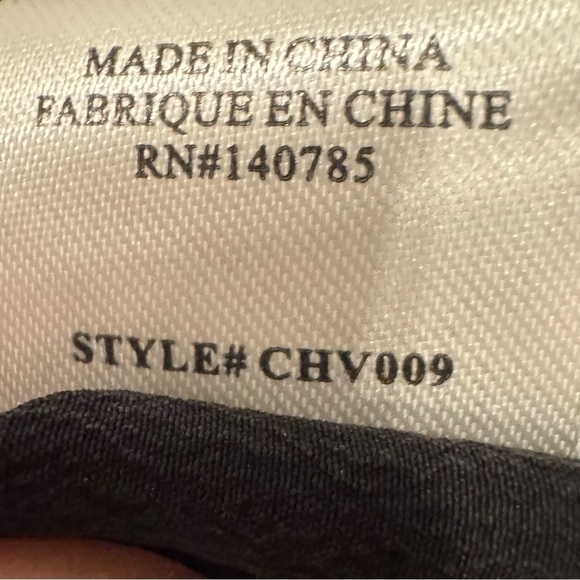 MADE IN CHINA
FABRIQUE EN CHINE
RN#140785
STYLE# CHV009